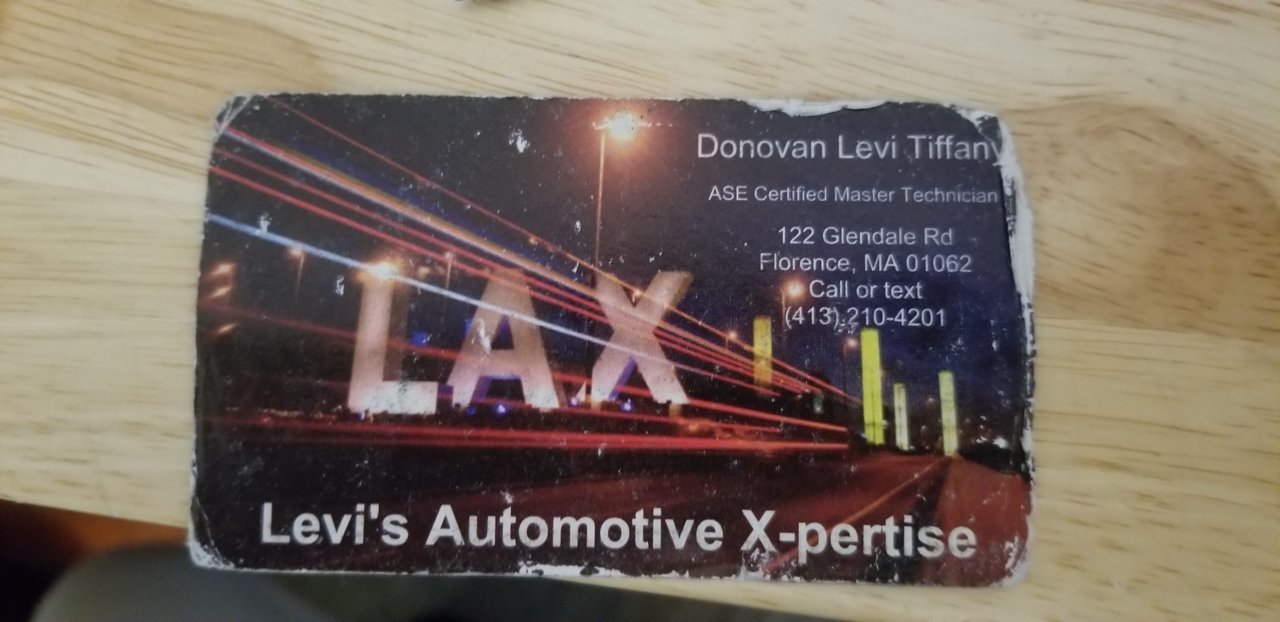 Donovan Levi Tiffany
ASE Certified Master Technician
122 Glendale Rd
Florence, MA 01062
Call or text
(413) 210-4201
LAX
Levi's Automotive X-pertise